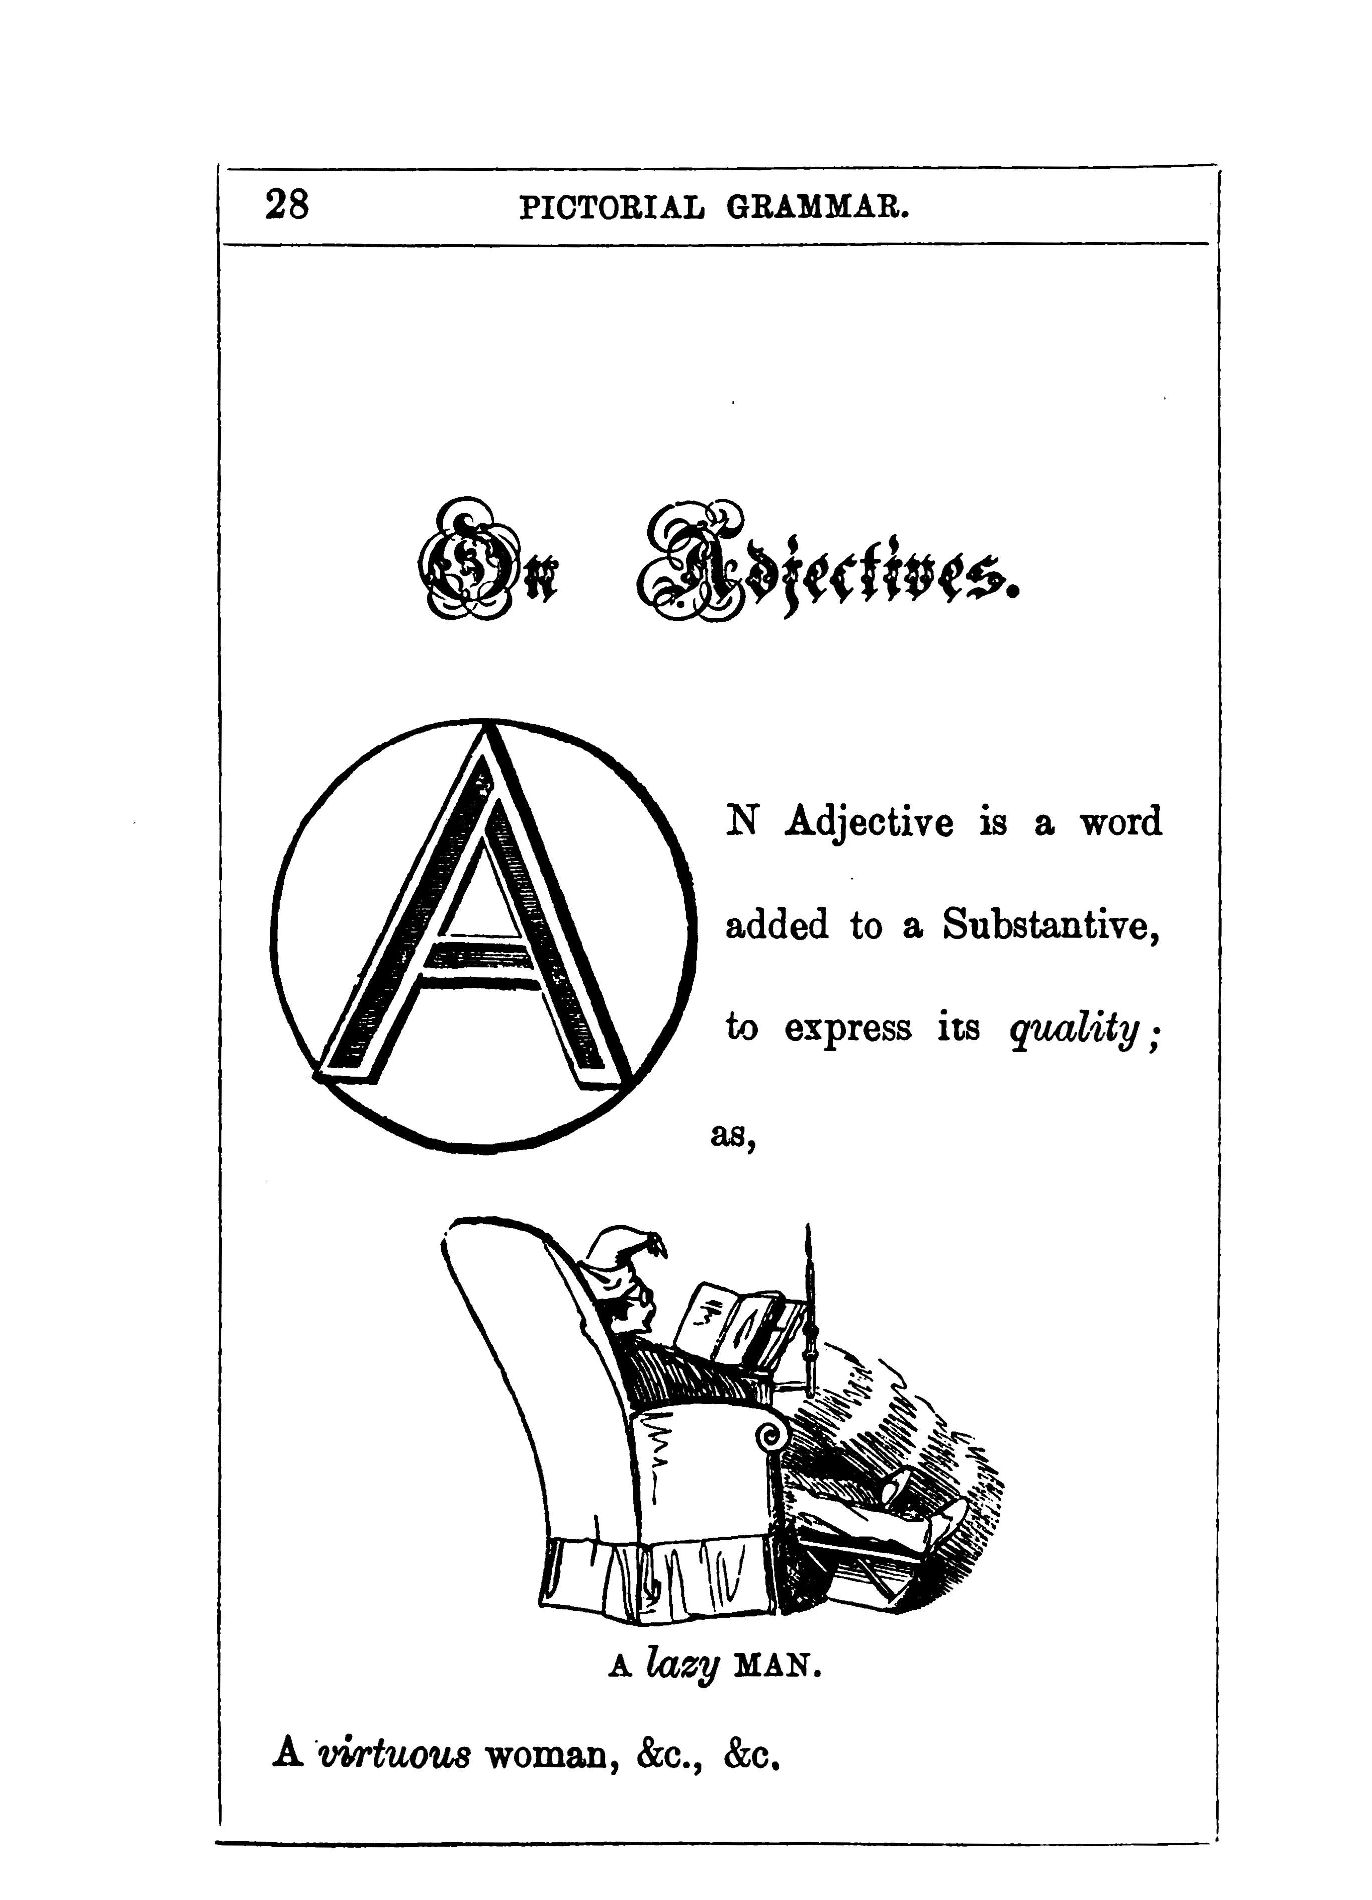 28 PICTORIAL GRAMMAR.
On Adjectives.
AN Adjective is a word
added to a Substantive,
to express its quality;
as,
A lazy MAN.
A virtuous woman, &c., &c.